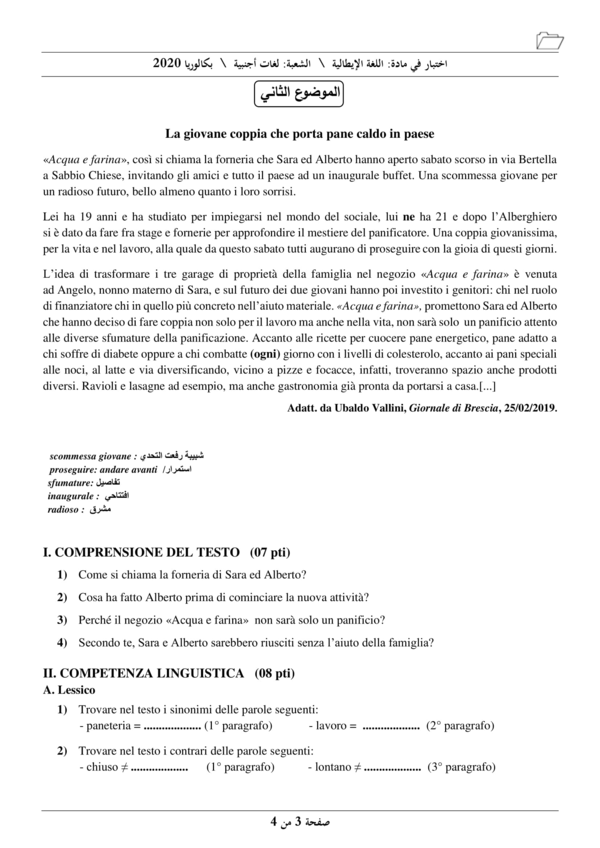 اختبار في مادة: اللغة الإيطالية \ الشعبة: لغات أجنبية \ بكالوريا 2020
الموضوع الثاني
La giovane coppia che porta pane caldo in paese
«Acqua e farina», così si chiama la forneria che Sara ed Alberto hanno aperto sabato scorso in via Bertella
a Sabbio Chiese, invitando gli amici e tutto il paese ad un inaugurale buffet. Una scommessa giovane per
un radioso futuro, bello almeno quanto i loro sorrisi.
Lei ha 19 anni e ha studiato per impiegarsi nel mondo del sociale, lui ne ha 21 e dopo l’Alberghiero
si è dato da fare fra stage e fornerie per approfondire il mestiere del panificatore. Una coppia giovanissima,
per la vita e nel lavoro, alla quale da questo sabato tutti augurano di proseguire con la gioia di questi giorni.
L’idea di trasformare i tre garage di proprietà della famiglia nel negozio «Acqua e farina» è venuta
ad Angelo, nonno materno di Sara, e sul futuro dei due giovani hanno poi investito i genitori: chi nel ruolo
di finanziatore chi in quello più concreto nell’aiuto materiale. «Acqua e farina», promettono Sara ed Alberto
che hanno deciso di fare coppia non solo per il lavoro ma anche nella vita, non sarà solo un panificio attento
alle diverse sfumature della panificazione. Accanto alle ricette per cuocere pane energetico, pane adatto a
chi soffre di diabete oppure a chi combatte (ogni) giorno con i livelli di colesterolo, accanto ai pani speciali
alle noci, al latte e via diversificando, vicino a pizze e focacce, infatti, troveranno spazio anche prodotti
diversi. Ravioli e lasagne ad esempio, ma anche gastronomia già pronta da portarsi a casa.[...]
Adatt. da Ubaldo Vallini, Giornale di Brescia, 25/02/2019.
scommessa giovane : شبيبة رفعت التحدي
proseguire: andare avanti /استمرار
sfumature: تفاصيل
inaugurale : افتتاحي
radioso : مشرق
I. COMPRENSIONE DEL TESTO (07 pti)
1) Come si chiama la forneria di Sara ed Alberto?
2) Cosa ha fatto Alberto prima di cominciare la nuova attività?
3) Perché il negozio «Acqua e farina» non sarà solo un panificio?
4) Secondo te, Sara e Alberto sarebbero riusciti senza l’aiuto della famiglia?
II. COMPETENZA LINGUISTICA (08 pti)
A. Lessico
1) Trovare nel testo i sinonimi delle parole seguenti:
- paneteria = ................... (1° paragrafo) - lavoro = ................... (2° paragrafo)
2) Trovare nel testo i contrari delle parole seguenti:
- chiuso ≠ ................... (1° paragrafo) - lontano ≠ ................... (3° paragrafo)
صفحة 3 من 4